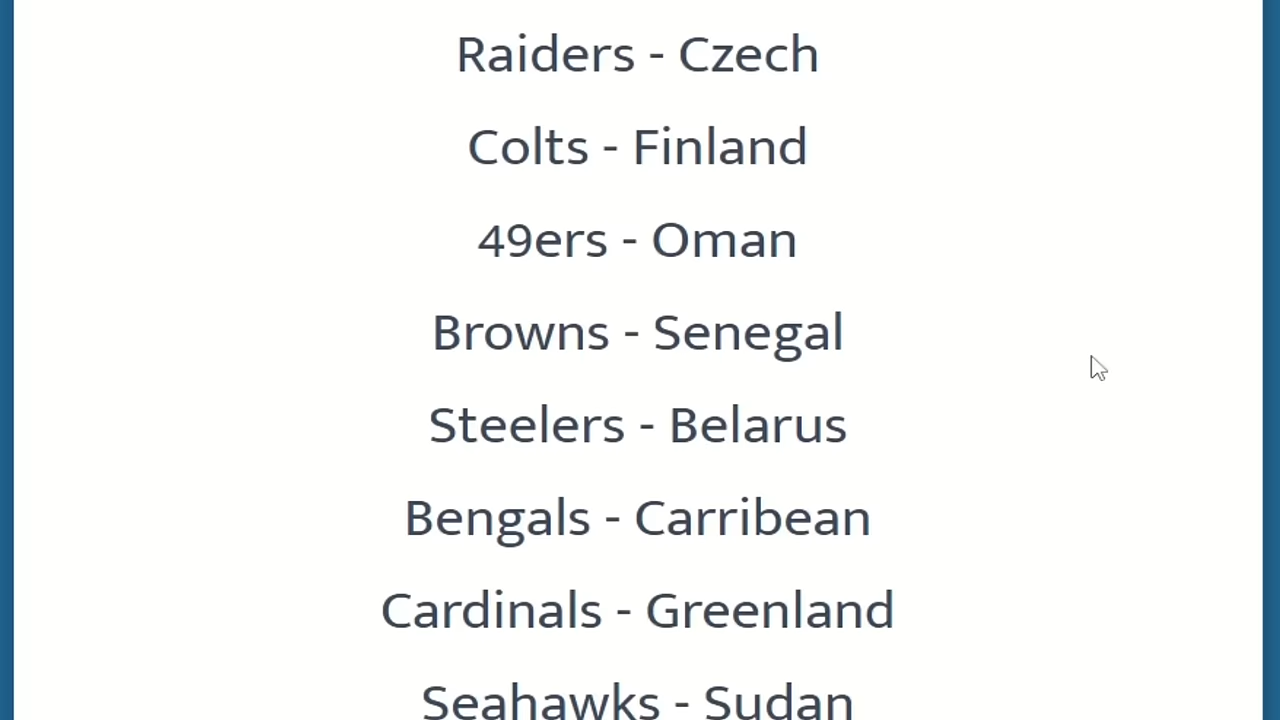 Raiders - Czech
Colts - Finland
49ers - Oman
Browns - Senegal
Steelers - Belarus
Bengals - Carribean
Cardinals - Greenland
Seahawks - Sudan